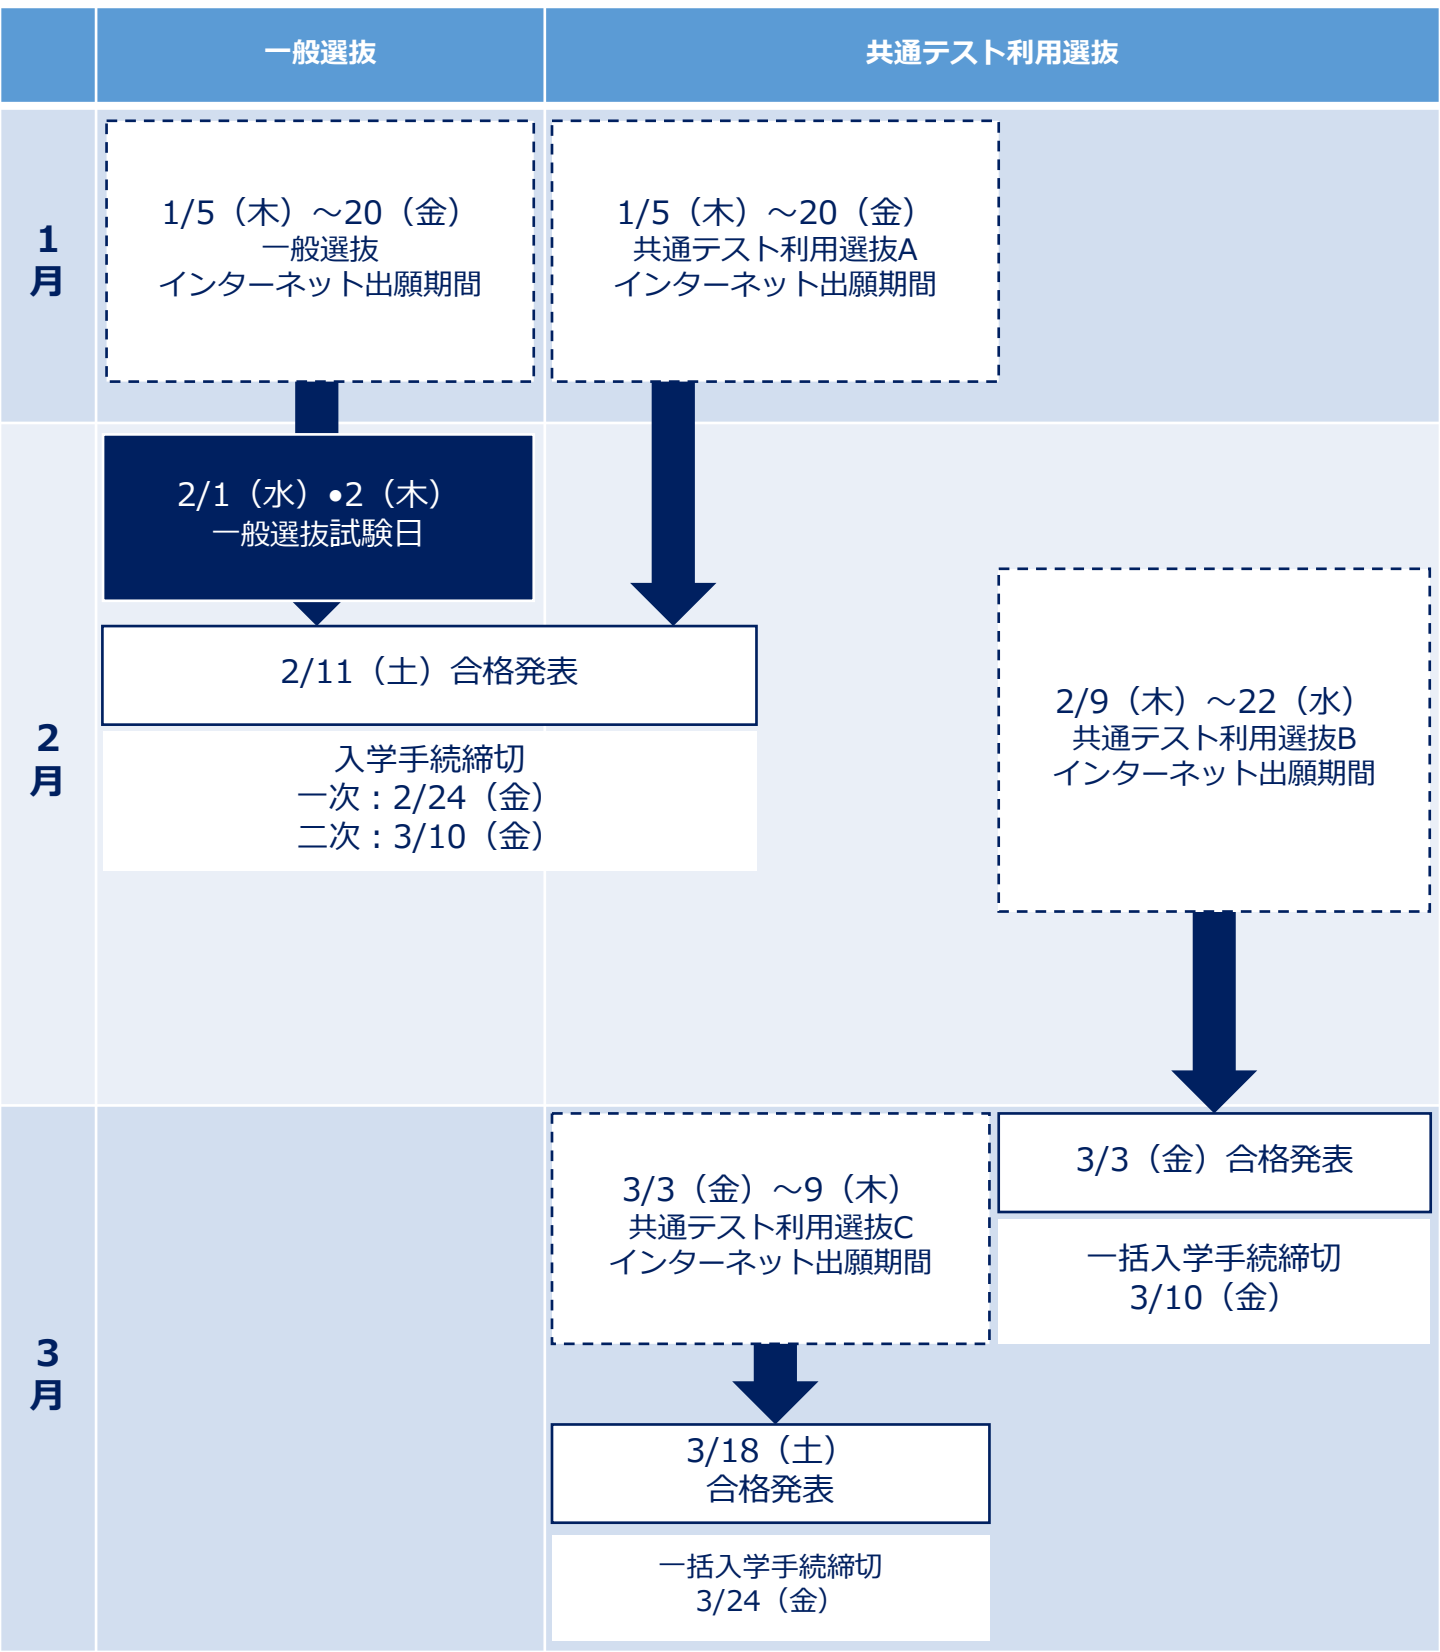 一般選抜
共通テスト利用選抜
1
月
1/5（木）～20（金）
一般選抜
インターネット出願期間
1/5（木）～20（金）
共通テスト利用選抜A
インターネット出願期間
2
月
2/1（水）•2（木）
一般選抜試験日
2/11（土）合格発表
入学手続締切
一次：2/24（金）
二次：3/10（金）
2/9（木）～22（水）
共通テスト利用選抜B
インターネット出願期間
3
月
3/3（金）～9（木）
共通テスト利用選抜C
インターネット出願期間
3/3（金）合格発表
一括入学手続締切
3/10（金）
3/18（土）
合格発表
一括入学手続締切
3/24（金）